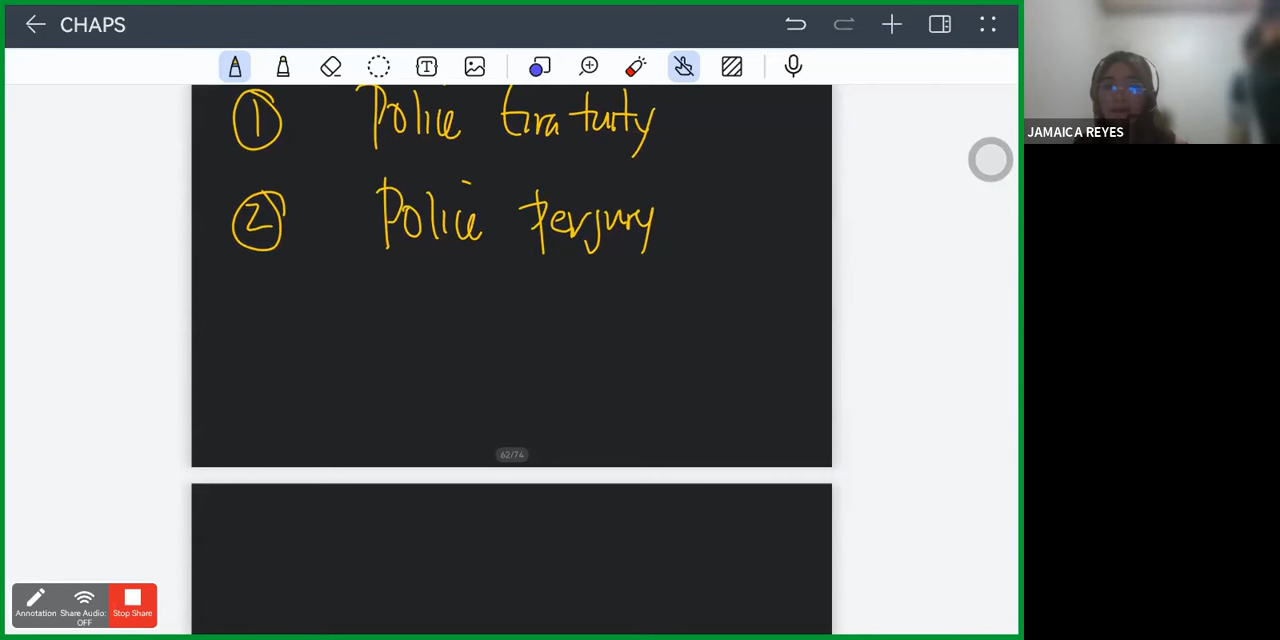 CHAPS
① Police Gratuity
② Police Perjury
62/74
Annotation
Share Audio: OFF
Stop Share
JAMAICA REYES